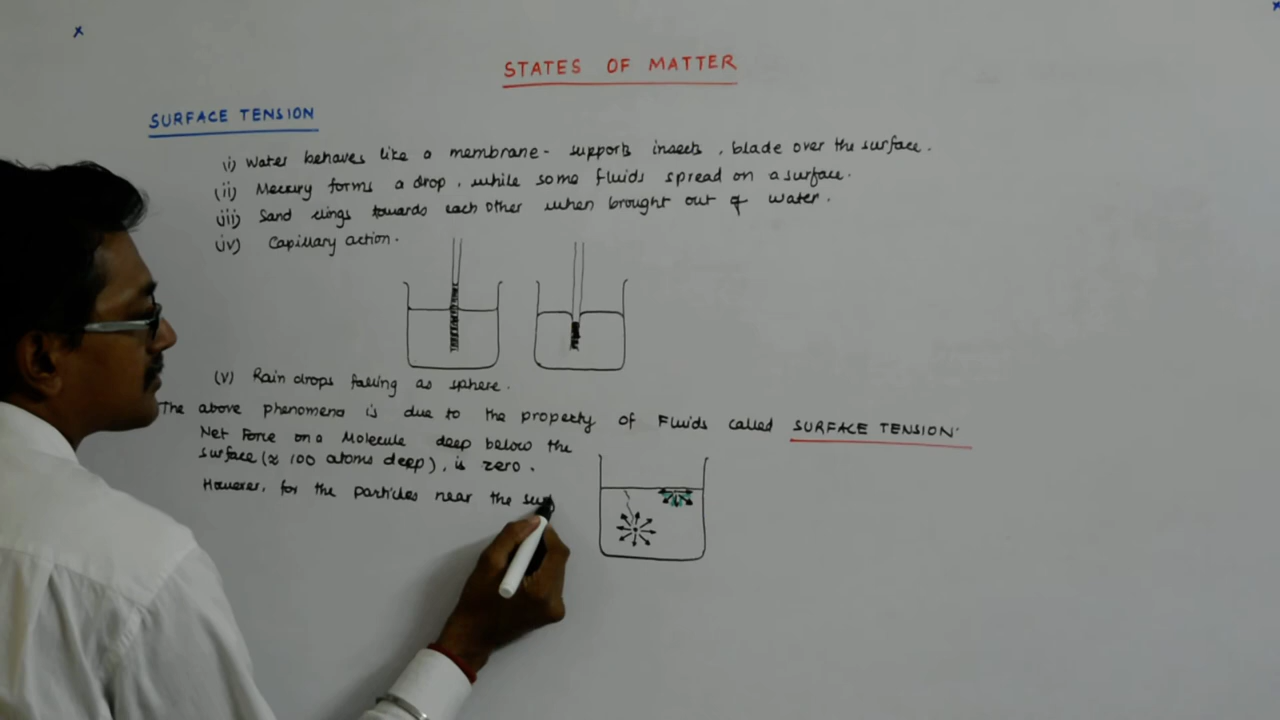 STATES OF MATTER
SURFACE TENSION
(i) Water behaves like a membrane - supports insects, blade over the surface.
(ii) Mercury forms a drop, while some fluids spread on a surface.
(iii) Sand clings towards each other when brought out of water.
(iv) Capillary action.
(v) Rain drops falling as sphere.
The above phenomena is due to the property of Fluids called SURFACE TENSION.
Net Force on a Molecule deep below the
surface (≈ 100 atoms deep), is zero.
However, for the particles near the su